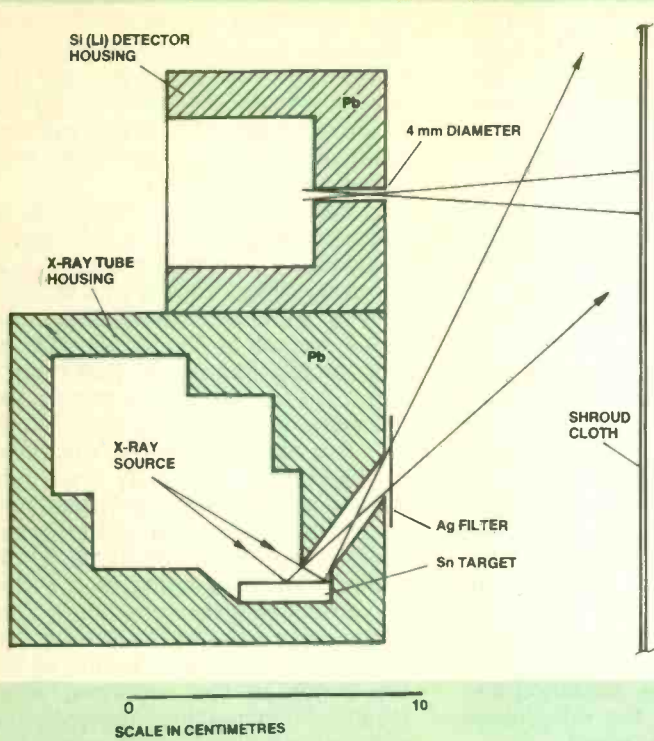 Si (Li) DETECTOR
HOUSING
Pb
4 mm DIAMETER
X-RAY TUBE
HOUSING
Pb
X-RAY
SOURCE
SHROUD
CLOTH
Ag FILTER
Sn TARGET
0
10
SCALE IN CENTIMETRES